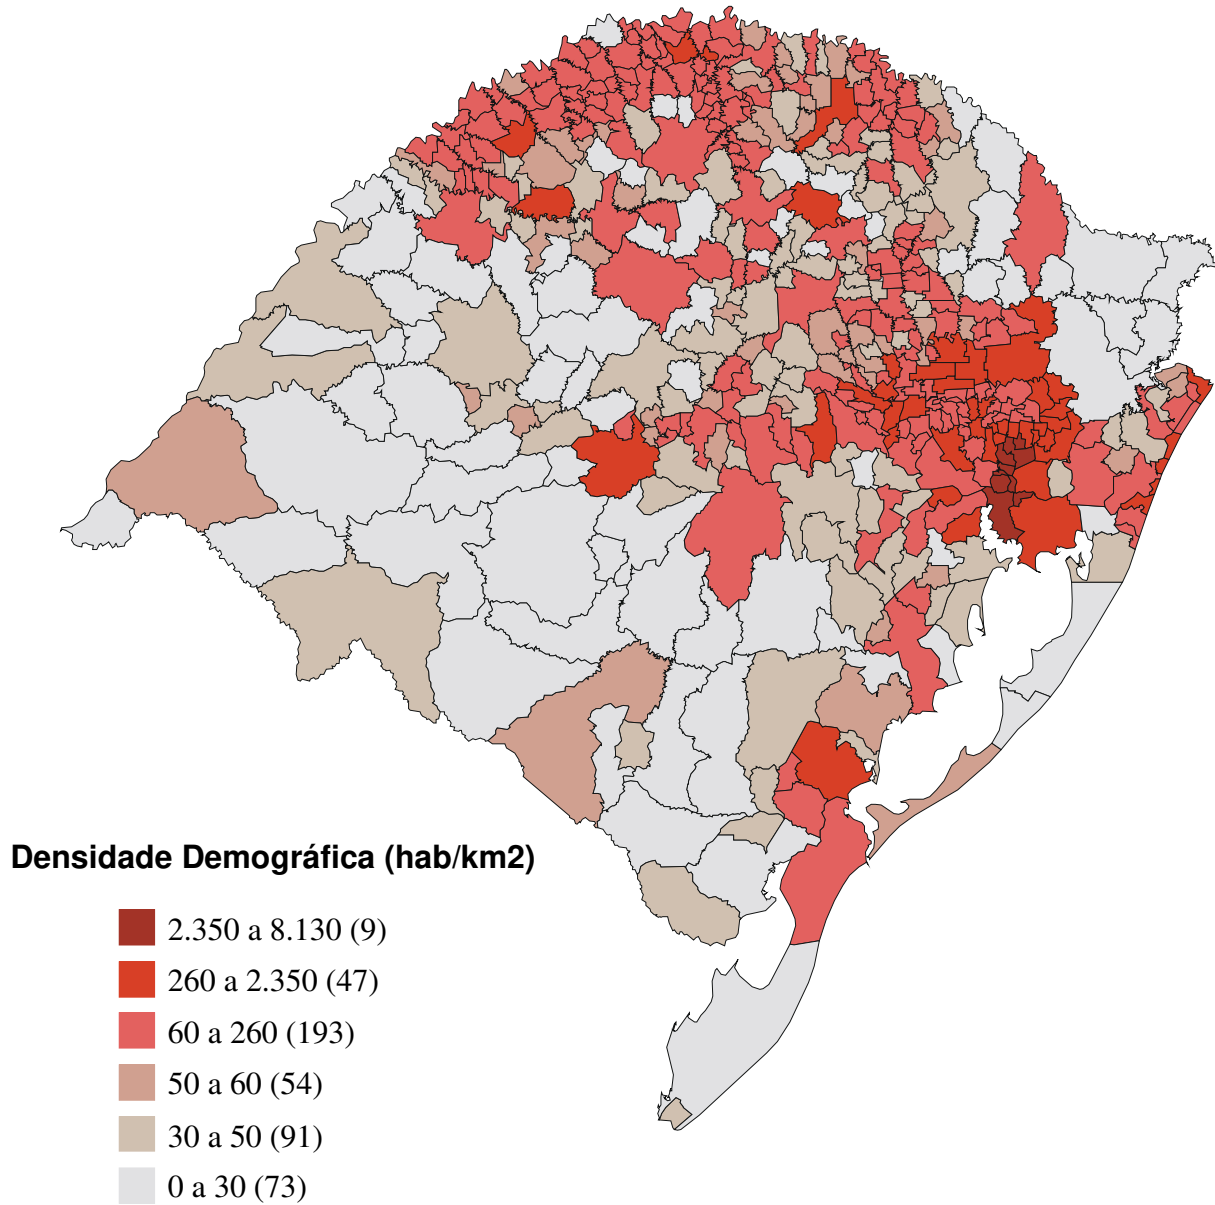 Densidade Demográfica (hab/km2)
2.350 a 8.130 (9)
260 a 2.350 (47)
60 a 260 (193)
50 a 60 (54)
30 a 50 (91)
0 a 30 (73)